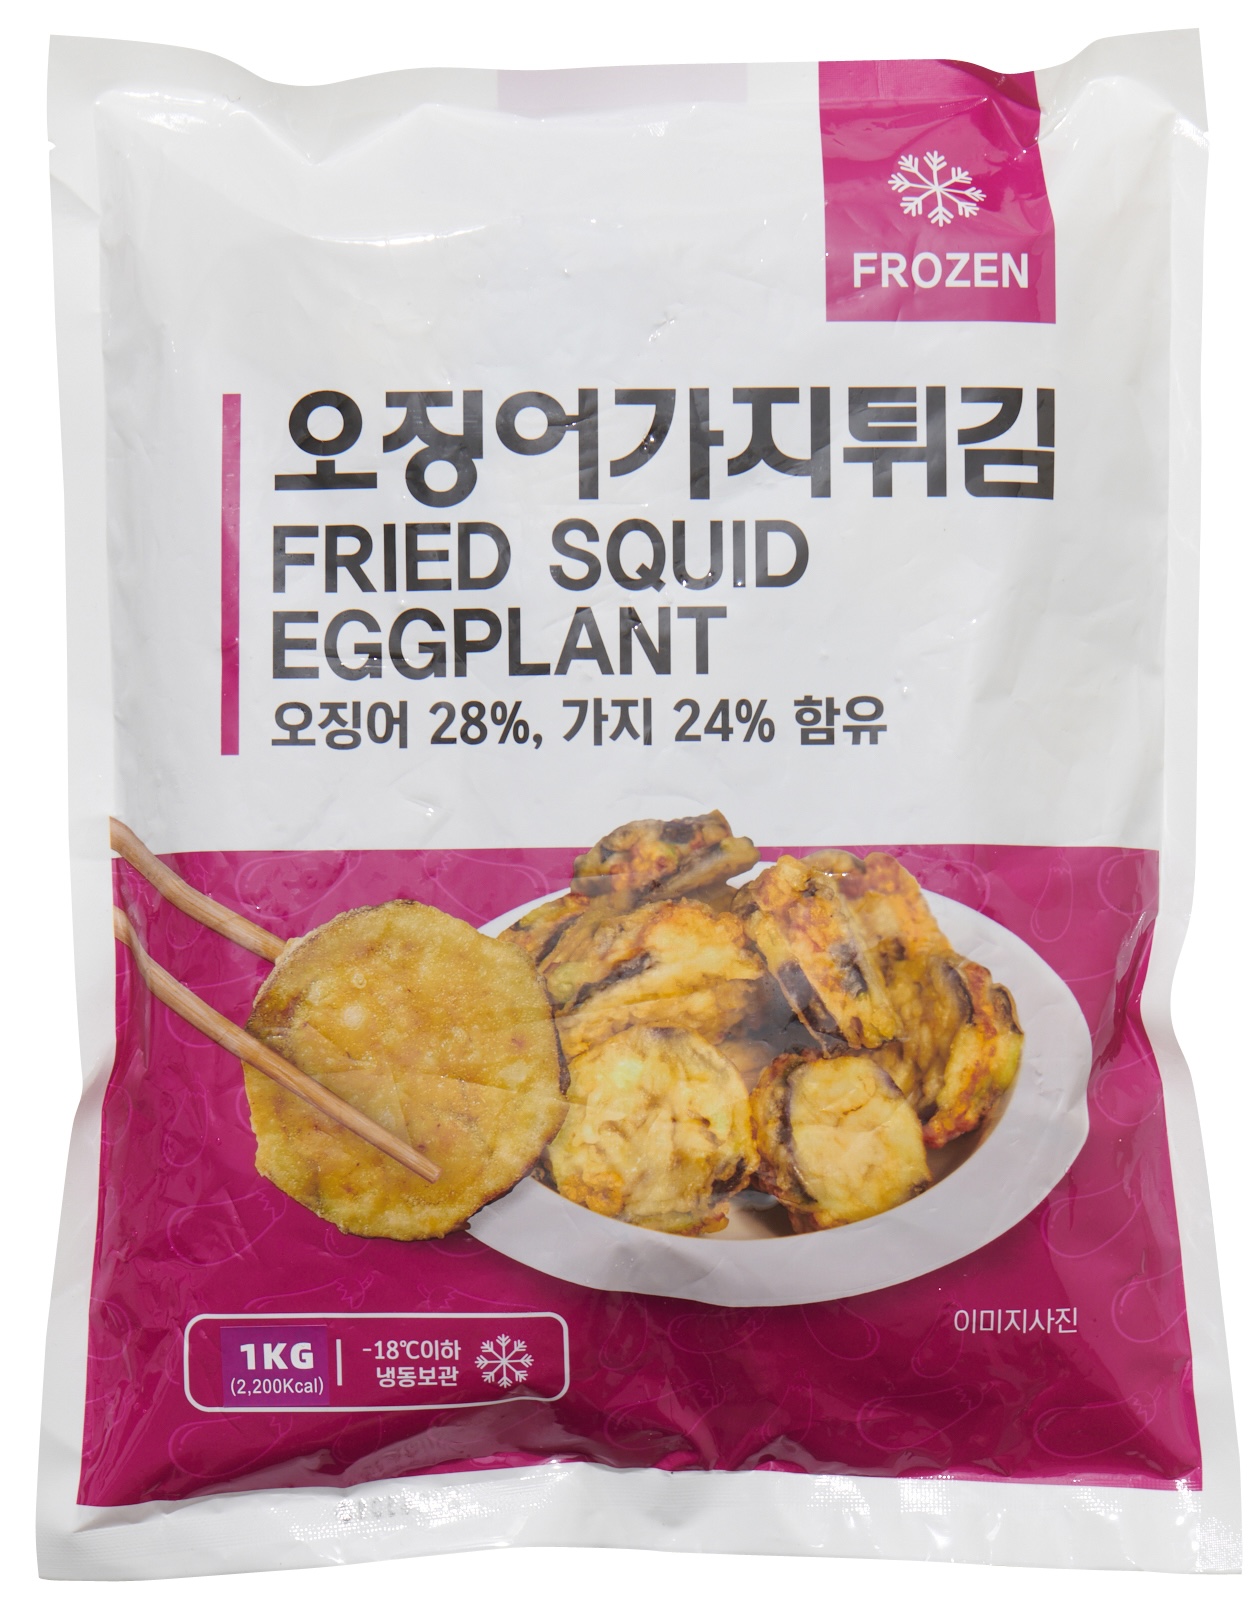 FROZEN
오징어가지튀김
FRIED SQUID
EGGPLANT
오징어 28%, 가지 24% 함유
이미지사진
1KG
(2,200Kcal)
-18℃이하
냉동보관